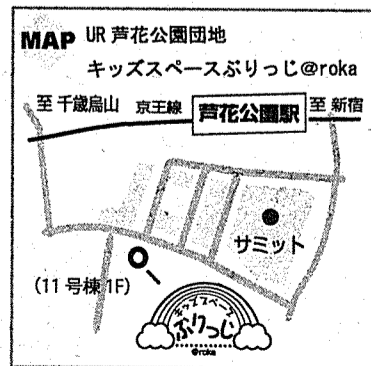 MAP UR 芦花公園団地
キッズスペースぶりっじ@roka
至 千歳烏山 京王線 芦花公園駅 至 新宿
サミット
(11 号棟 1F)
キッズスペース
ぶりっじ
@roka